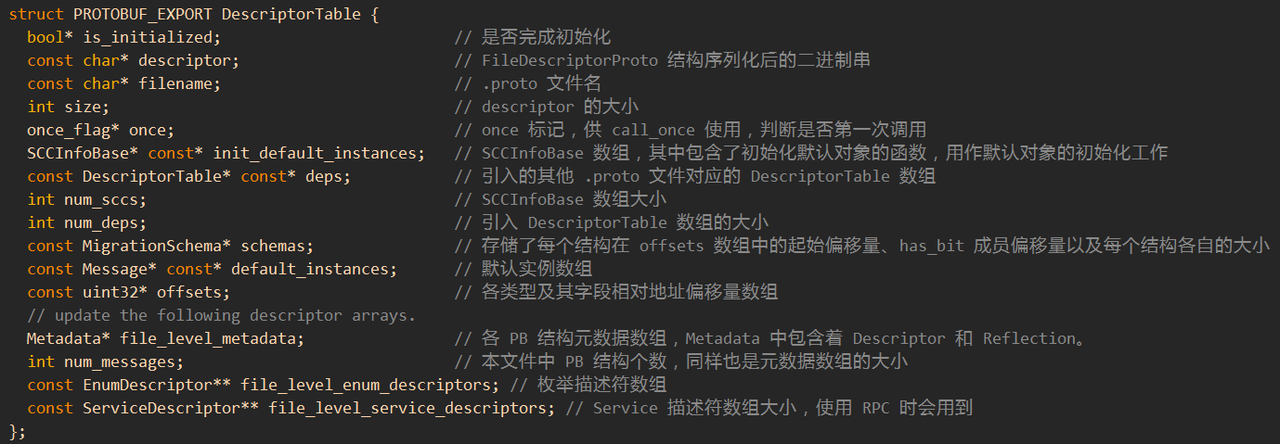 struct PROTOBUF_EXPORT DescriptorTable {
  bool* is_initialized;                       // 是否完成初始化
  const char* descriptor;                     // FileDescriptorProto 结构序列化后的二进制串
  const char* filename;                       // .proto 文件名
  int size;                                   // descriptor 的大小
  once_flag* once;                            // once 标记，供 call_once 使用，判断是否第一次调用
  SCCInfoBase* const* init_default_instances;   // SCCInfoBase 数组，其中包含了初始化默认对象的函数，用作默认对象的初始化工作
  const DescriptorTable* const* deps;         // 引入的其他 .proto 文件对应的 DescriptorTable 数组
  int num_sccs;                               // SCCInfoBase 数组大小
  int num_deps;                               // 引入 DescriptorTable 数组的大小
  const MigrationSchema* schemas;             // 存储了每个结构在 offsets 数组中的起始偏移量、has_bit 成员偏移量以及每个结构各自的大小
  const Message* const* default_instances;    // 默认实例数组
  const uint32* offsets;                      // 各类型及其字段相对地址偏移量数组
  // update the following descriptor arrays.
  Metadata* file_level_metadata;              // 各 PB 结构元数据数组，Metadata 中包含着 Descriptor 和 Reflection。
  int num_messages;                           // 本文件中 PB 结构个数，同样也是元数据数组的大小
  const EnumDescriptor** file_level_enum_descriptors; // 枚举描述符数组
  const ServiceDescriptor** file_level_service_descriptors; // Service 描述符数组大小，使用 RPC 时会用到
};